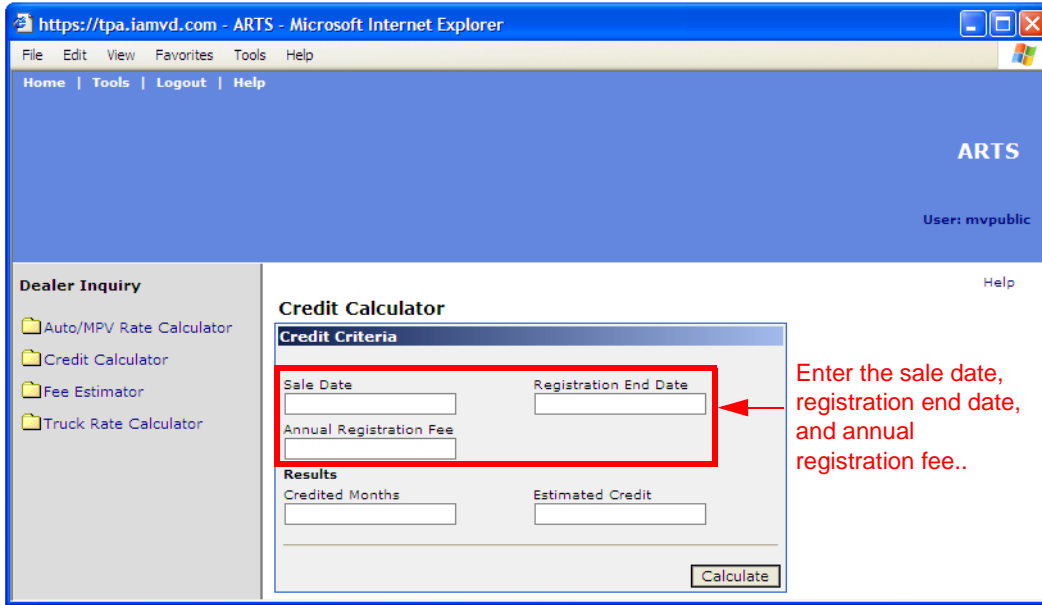 https://tpa.iamvd.com - ARTS - Microsoft Internet Explorer
File Edit View Favorites Tools Help
Home | Tools | Logout | Help
ARTS
User: mvpublic
Dealer Inquiry
Auto/MPV Rate Calculator
Credit Calculator
Fee Estimator
Truck Rate Calculator
Help
Credit Calculator
Credit Criteria
Sale Date Registration End Date
Annual Registration Fee
Results
Credited Months Estimated Credit
Calculate
Enter the sale date,
registration end date,
and annual
registration fee..